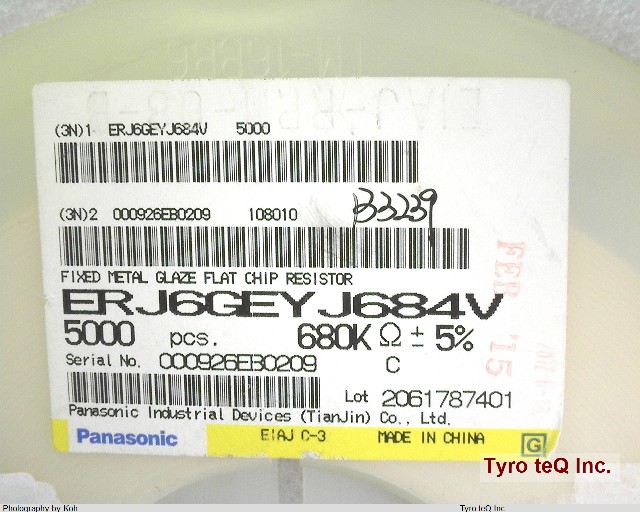 (3N)1 ERJ6GEYJ684V 5000
(3N)2 000926EB0209 108010
B3239
FIXED METAL GLAZE FLAT CHIP RESISTOR
ERJ6GEYJ684V
5000 pcs. 680K Ω ± 5%
Serial No. 000926EB0209 C
Lot 2061787401
Panasonic Industrial Devices (TianJin) Co., Ltd.
Panasonic EIAJ C-3 MADE IN CHINA G
FEB '15
Tyro teQ Inc.
Photography by Koh
Tyro teQ Inc